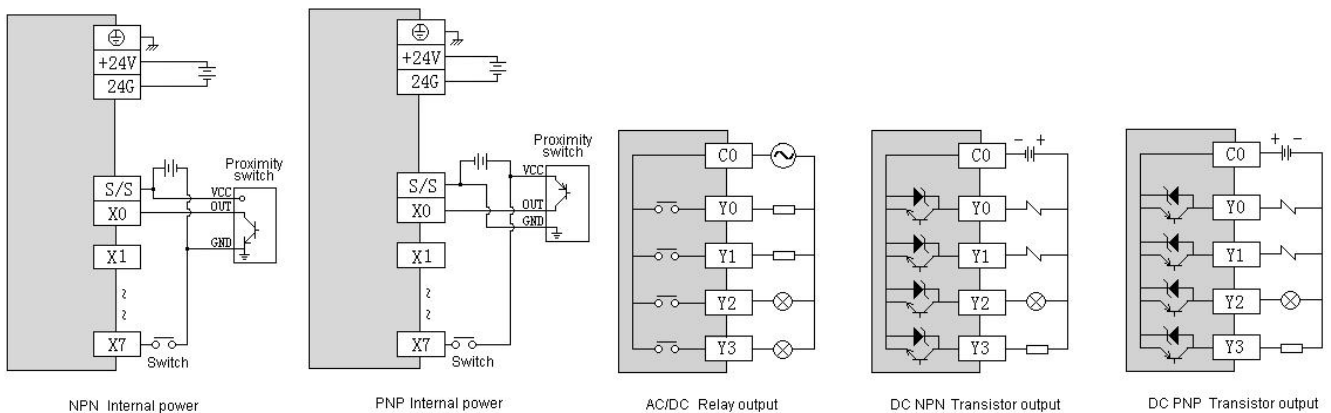 +24V
24G
S/S
X0
X1
~
~
X7
Proximity
switch
VCC
OUT
GND
Switch
NPN Internal power
+24V
24G
S/S
X0
X1
~
~
X7
Proximity
switch
VCC
OUT
GND
Switch
PNP Internal power
C0
Y0
Y1
Y2
Y3
AC/DC Relay output
− +
C0
Y0
Y1
Y2
Y3
DC NPN Transistor output
+ −
C0
Y0
Y1
Y2
Y3
DC PNP Transistor output